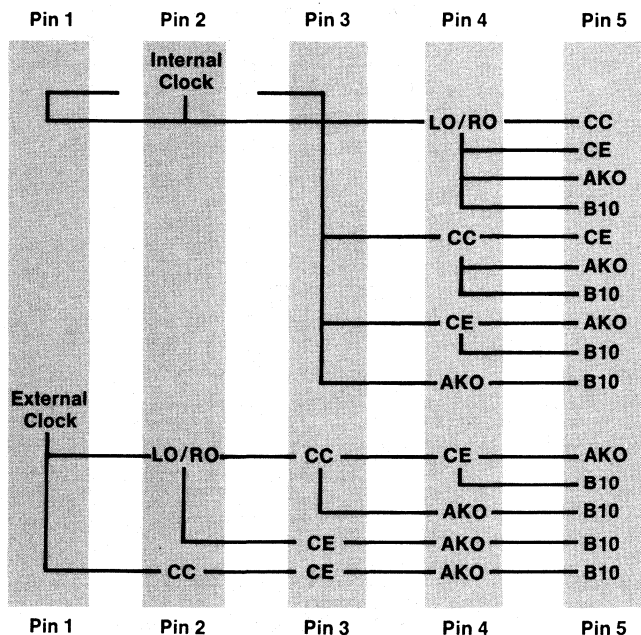 Pin 1 Pin 2 Pin 3 Pin 4 Pin 5
Internal
Clock
LO/RO CC
CE
AKO
B10
CC CE
AKO
B10
CE AKO
B10
AKO B10
External
Clock
LO/RO CC CE AKO
B10
AKO B10
CE AKO B10
CC CE AKO B10
Pin 1 Pin 2 Pin 3 Pin 4 Pin 5